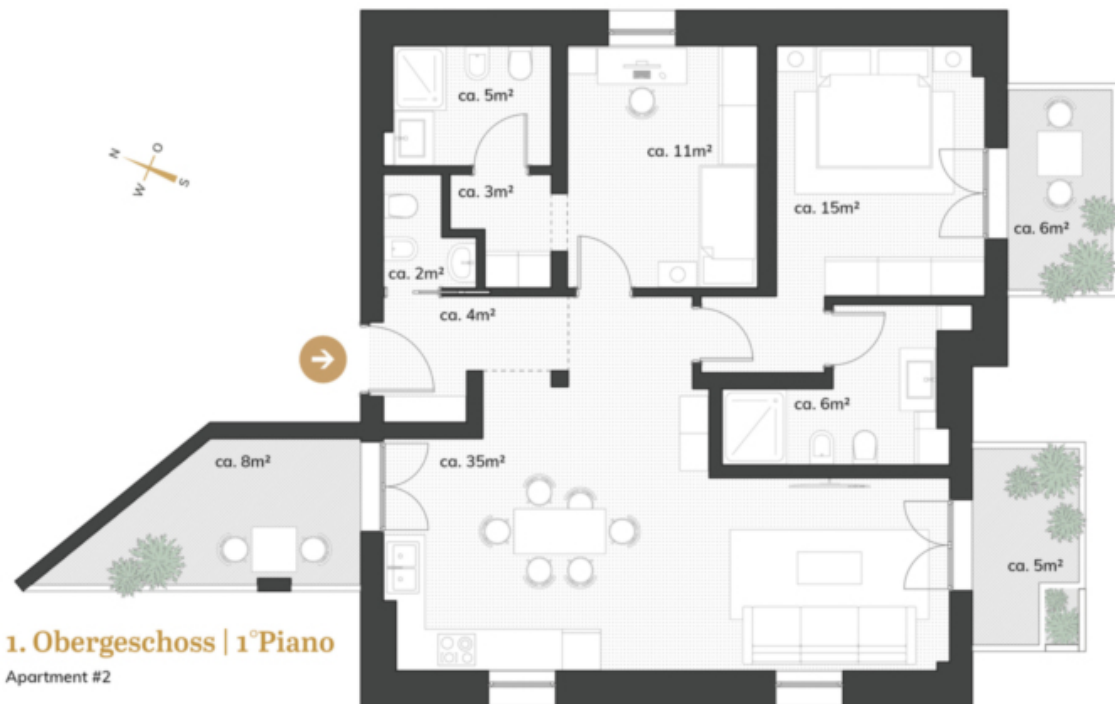 ca. 5m²
ca. 11m²
ca. 3m²
ca. 15m²
ca. 6m²
ca. 2m²
ca. 4m²
ca. 6m²
ca. 8m²
ca. 35m²
ca. 5m²
N
O
W
S
1. Obergeschoss | 1°Piano
Apartment #2